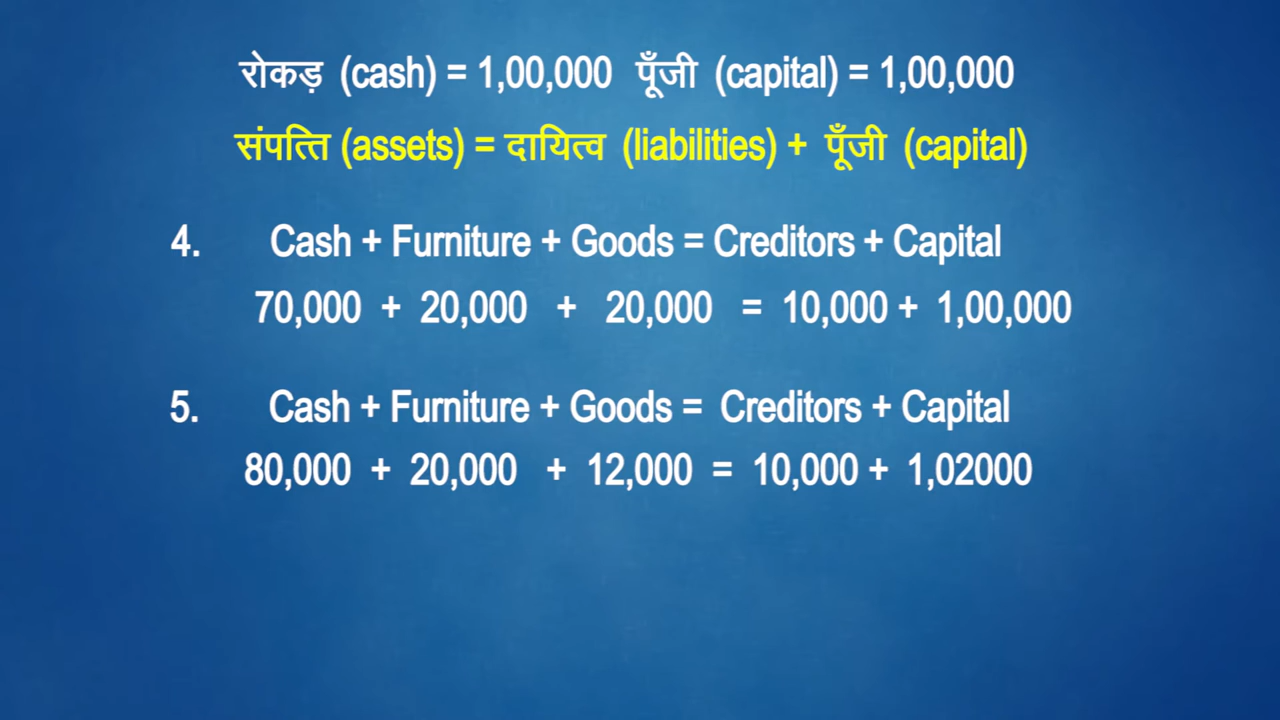 रोकड़ (cash) = 1,00,000 पूँजी (capital) = 1,00,000
संपत्ति (assets) = दायित्व (liabilities) + पूँजी (capital)
4. Cash + Furniture + Goods = Creditors + Capital
70,000 + 20,000 + 20,000 = 10,000 + 1,00,000
5. Cash + Furniture + Goods = Creditors + Capital
80,000 + 20,000 + 12,000 = 10,000 + 1,02000